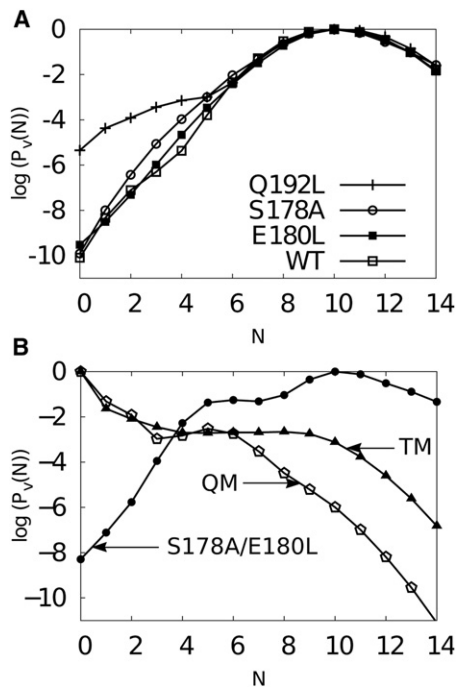 A
0
-2
-4
-6
-8
-10
log (Pv(N))
Q192L
S178A
E180L
WT
0 2 4 6 8 10 12 14
N
B
0
−2
−4
−6
−8
−10
log (Pv(N))
TM
QM
S178A/E180L
0 2 4 6 8 10 12 14
N